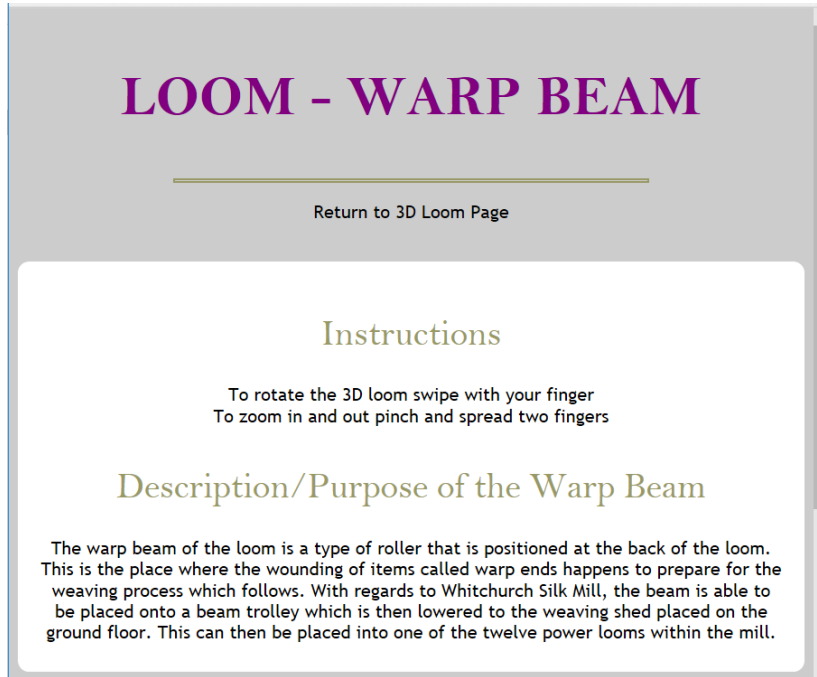 LOOM - WARP BEAM
Return to 3D Loom Page
Instructions
To rotate the 3D loom swipe with your finger
To zoom in and out pinch and spread two fingers
Description/Purpose of the Warp Beam
The warp beam of the loom is a type of roller that is positioned at the back of the loom.
This is the place where the wounding of items called warp ends happens to prepare for the
weaving process which follows. With regards to Whitchurch Silk Mill, the beam is able to
be placed onto a beam trolley which is then lowered to the weaving shed placed on the
ground floor. This can then be placed into one of the twelve power looms within the mill.